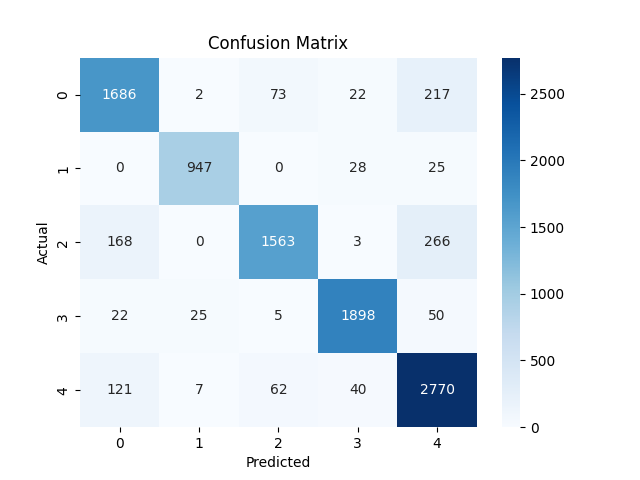 Confusion Matrix
0 1686 2 73 22 217
1 0 947 0 28 25
2 168 0 1563 3 266
3 22 25 5 1898 50
4 121 7 62 40 2770
0 1 2 3 4
Predicted
Actual
2500
2000
1500
1000
500
0